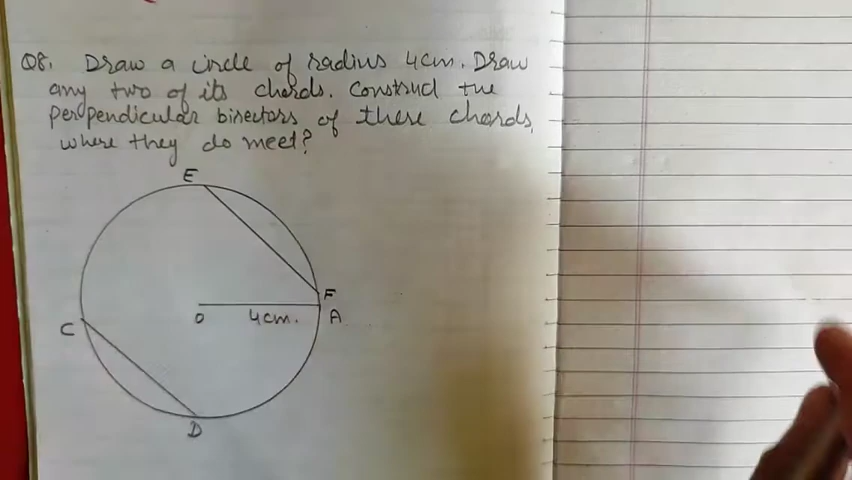 Q8. Draw a circle of radius 4cm. Draw
any two of its chords. Construct the
perpendicular bisectors of these chords,
where they do meet?
E
F
O 4cm. A
C
D